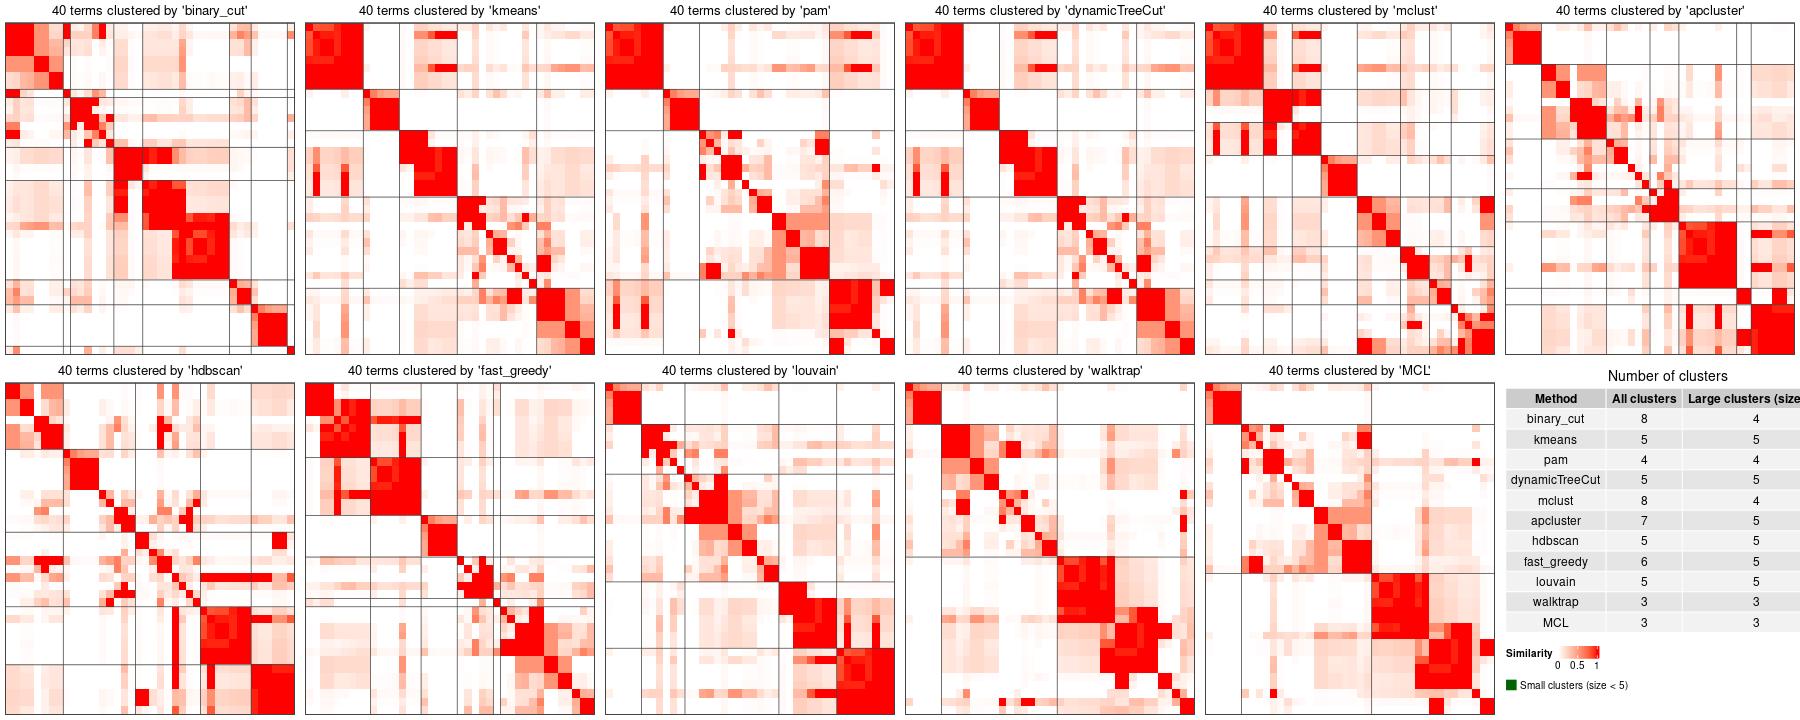 40 terms clustered by 'binary_cut'
40 terms clustered by 'kmeans'
40 terms clustered by 'pam'
40 terms clustered by 'dynamicTreeCut'
40 terms clustered by 'mclust'
40 terms clustered by 'apcluster'
40 terms clustered by 'hdbscan'
40 terms clustered by 'fast_greedy'
40 terms clustered by 'louvain'
40 terms clustered by 'walktrap'
40 terms clustered by 'MCL'
Number of clusters
Method All clusters Large clusters (size
binary_cut 8 4
kmeans 5 5
pam 4 4
dynamicTreeCut 5 5
mclust 8 4
apcluster 7 5
hdbscan 5 5
fast_greedy 6 5
louvain 5 5
walktrap 3 3
MCL 3 3
Similarity
0 0.5 1
Small clusters (size < 5)